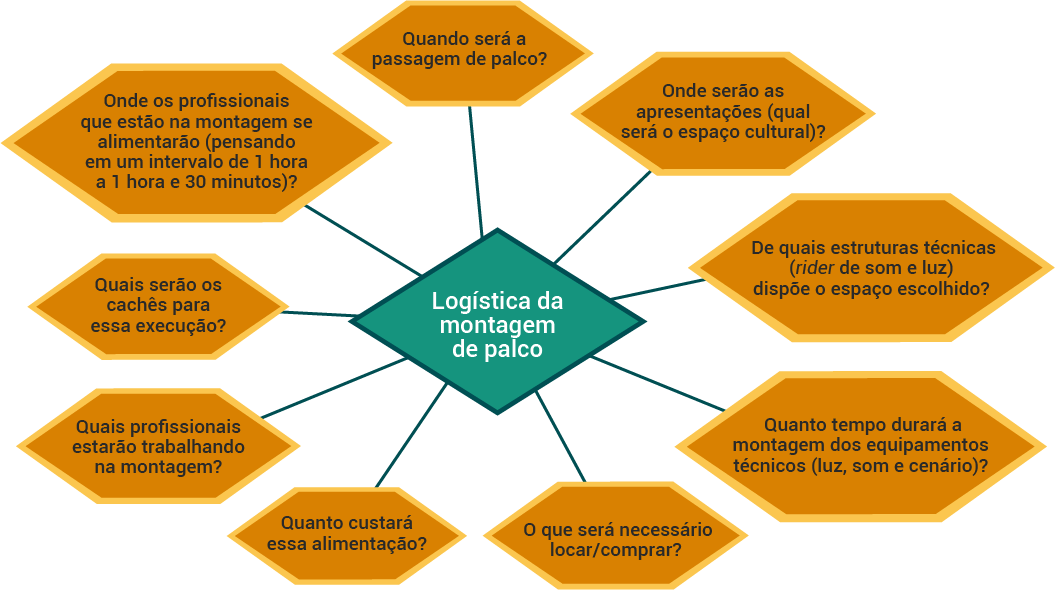 Quando será a
passagem de palco?
Onde serão as
apresentações (qual
será o espaço cultural)?
De quais estruturas técnicas
(rider de som e luz)
dispõe o espaço escolhido?
Quanto tempo durará a
montagem dos equipamentos
técnicos (luz, som e cenário)?
O que será necessário
locar/comprar?
Quanto custará
essa alimentação?
Quais profissionais
estarão trabalhando
na montagem?
Quais serão os
cachês para
essa execução?
Onde os profissionais
que estão na montagem se
alimentarão (pensando
em um intervalo de 1 hora
a 1 hora e 30 minutos)?
Logística da
montagem
de palco